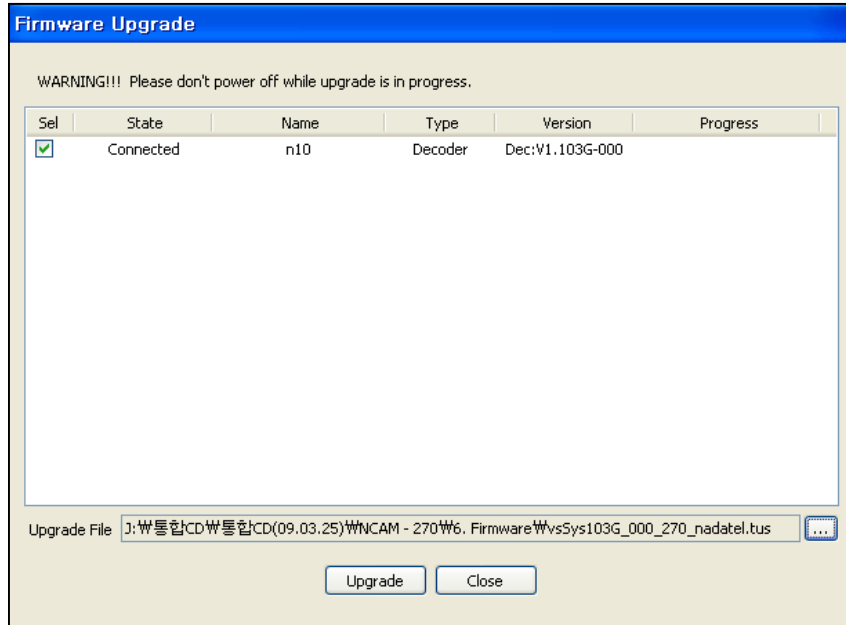 Firmware Upgrade
WARNING!!! Please don't power off while upgrade is in progress.
Sel State Name Type Version Progress
Connected n10 Decoder Dec:V1.103G-000
Upgrade File J:₩통합CD₩통합CD(09.03.25)₩NCAM - 270₩6. Firmware₩vsSys103G_000_270_nadatel.tus ...
Upgrade Close